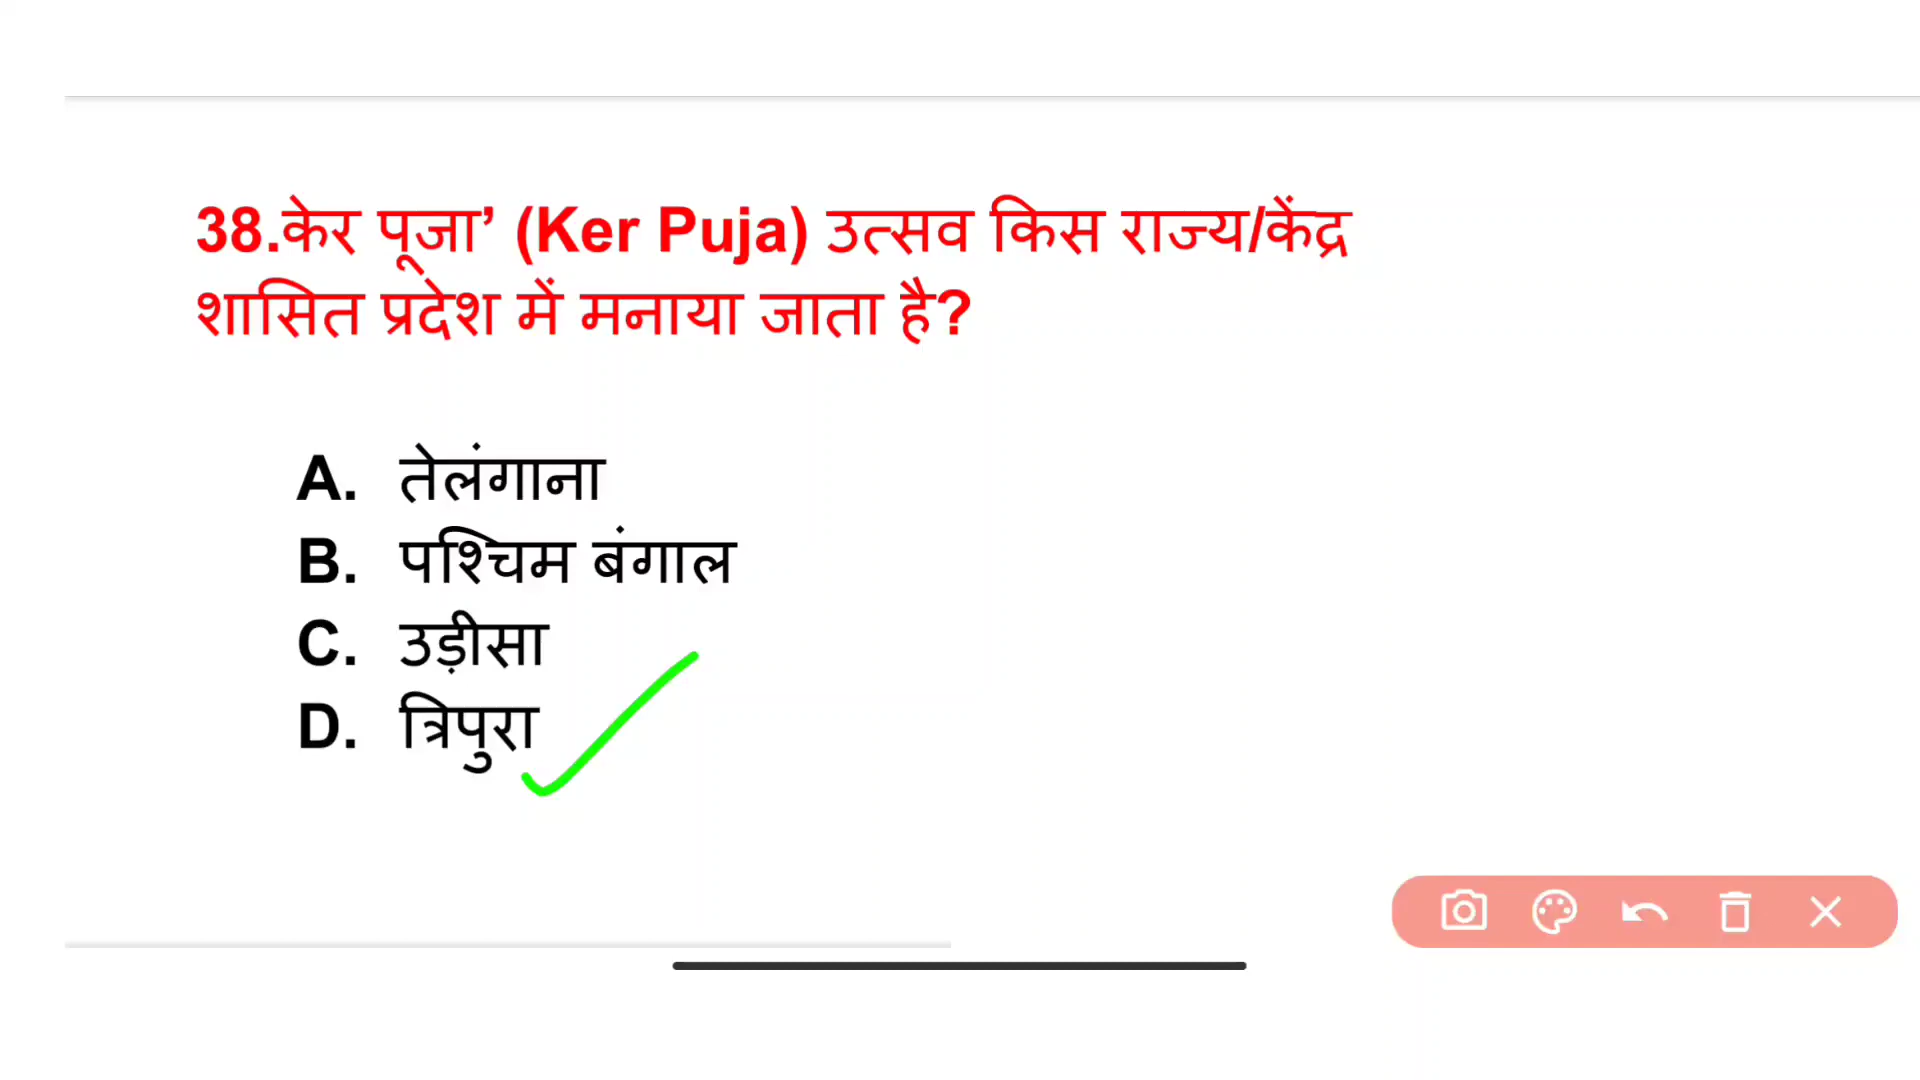 38.केर पूजा’ (Ker Puja) उत्सव किस राज्य/केंद्र
शासित प्रदेश में मनाया जाता है?
A. तेलंगाना
B. पश्चिम बंगाल
C. उड़ीसा
D. त्रिपुरा